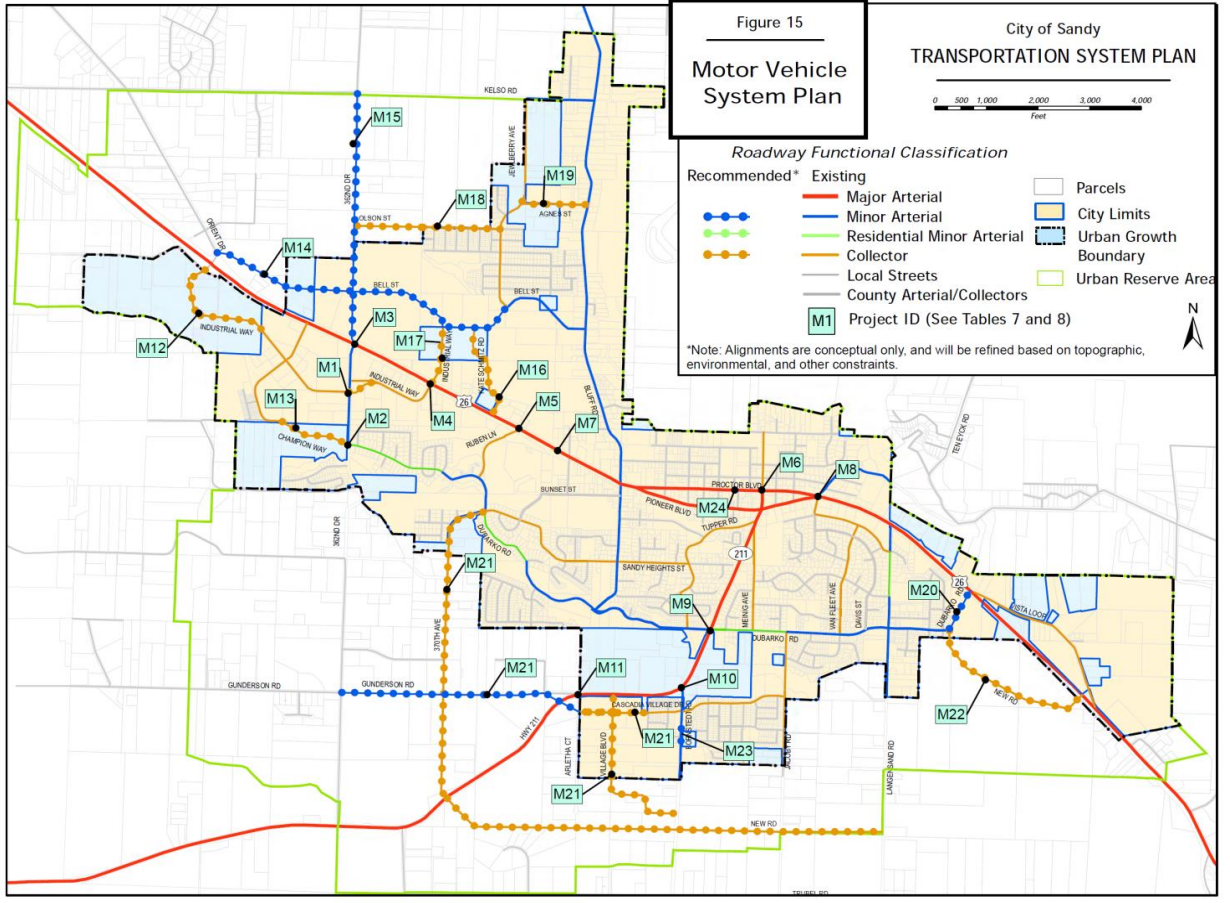 Figure 15
Motor Vehicle
System Plan
City of Sandy
TRANSPORTATION SYSTEM PLAN
0 500 1,000 2,000 3,000 4,000
Feet
Roadway Functional Classification
Recommended* Existing
Major Arterial
Minor Arterial
Residential Minor Arterial
Collector
Local Streets
County Arterial/Collectors
M1 Project ID (See Tables 7 and 8)
Parcels
City Limits
Urban Growth
Boundary
Urban Reserve Area
N
*Note: Alignments are conceptual only, and will be refined based on topographic,
environmental, and other constraints.
KELSO RD
M15
JEWELBERRY AVE
362ND DR
M19
M18
OLSON ST
AGNES ST
ORIENT DR
M14
BELL ST
BELL ST
M3
M12
INDUSTRIAL WAY
M17
INDUSTRIAL WAY
M1
INDUSTRIAL WAY
M16
BLUFF RD
26
M13
M4
M5
M2
M7
CHAMPION WAY
RUBEN LN
TEN EYCK RD
M6
M8
SUNSET ST
PROCTOR BLVD
M24
PIONEER BLVD
TUPPER RD
362ND DR
DUBARKO RD
211
SANDY HEIGHTS ST
M21
26
M20
DUBARKO RD
VISTA LOOP
MEINIG AVE
VAN FLEET AVE
DAVIS ST
M9
DUBARKO RD
370TH AVE
GUNDERSON RD
GUNDERSON RD
M21
M11
M10
M22
NEW RD
CASCADIA VILLAGE DR
M21
HWY 211
ARLETHA CT
VILLAGE BLVD
M23
JACOBY RD
LANGENSAND RD
M21
NEW RD